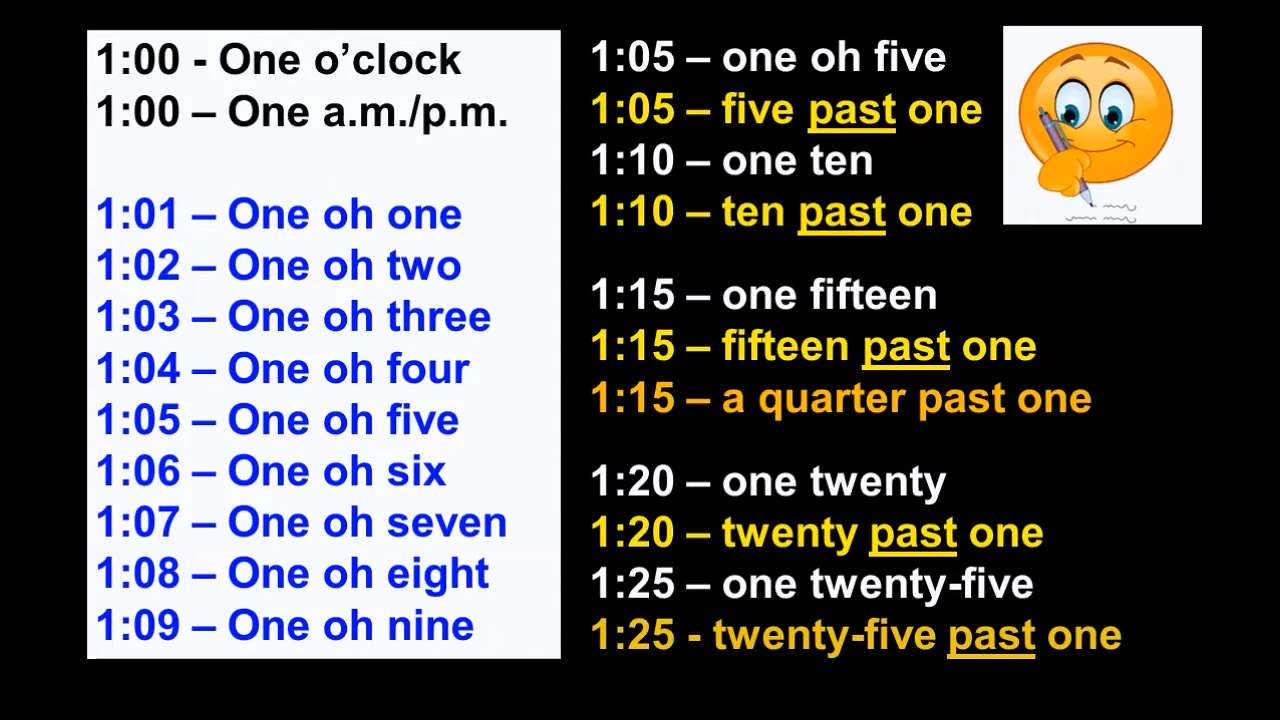 1:00 - One o’clock
1:00 – One a.m./p.m.
1:01 – One oh one
1:02 – One oh two
1:03 – One oh three
1:04 – One oh four
1:05 – One oh five
1:06 – One oh six
1:07 – One oh seven
1:08 – One oh eight
1:09 – One oh nine
1:05 – one oh five
1:05 – five past one
1:10 – one ten
1:10 – ten past one
1:15 – one fifteen
1:15 – fifteen past one
1:15 – a quarter past one
1:20 – one twenty
1:20 – twenty past one
1:25 – one twenty-five
1:25 - twenty-five past one